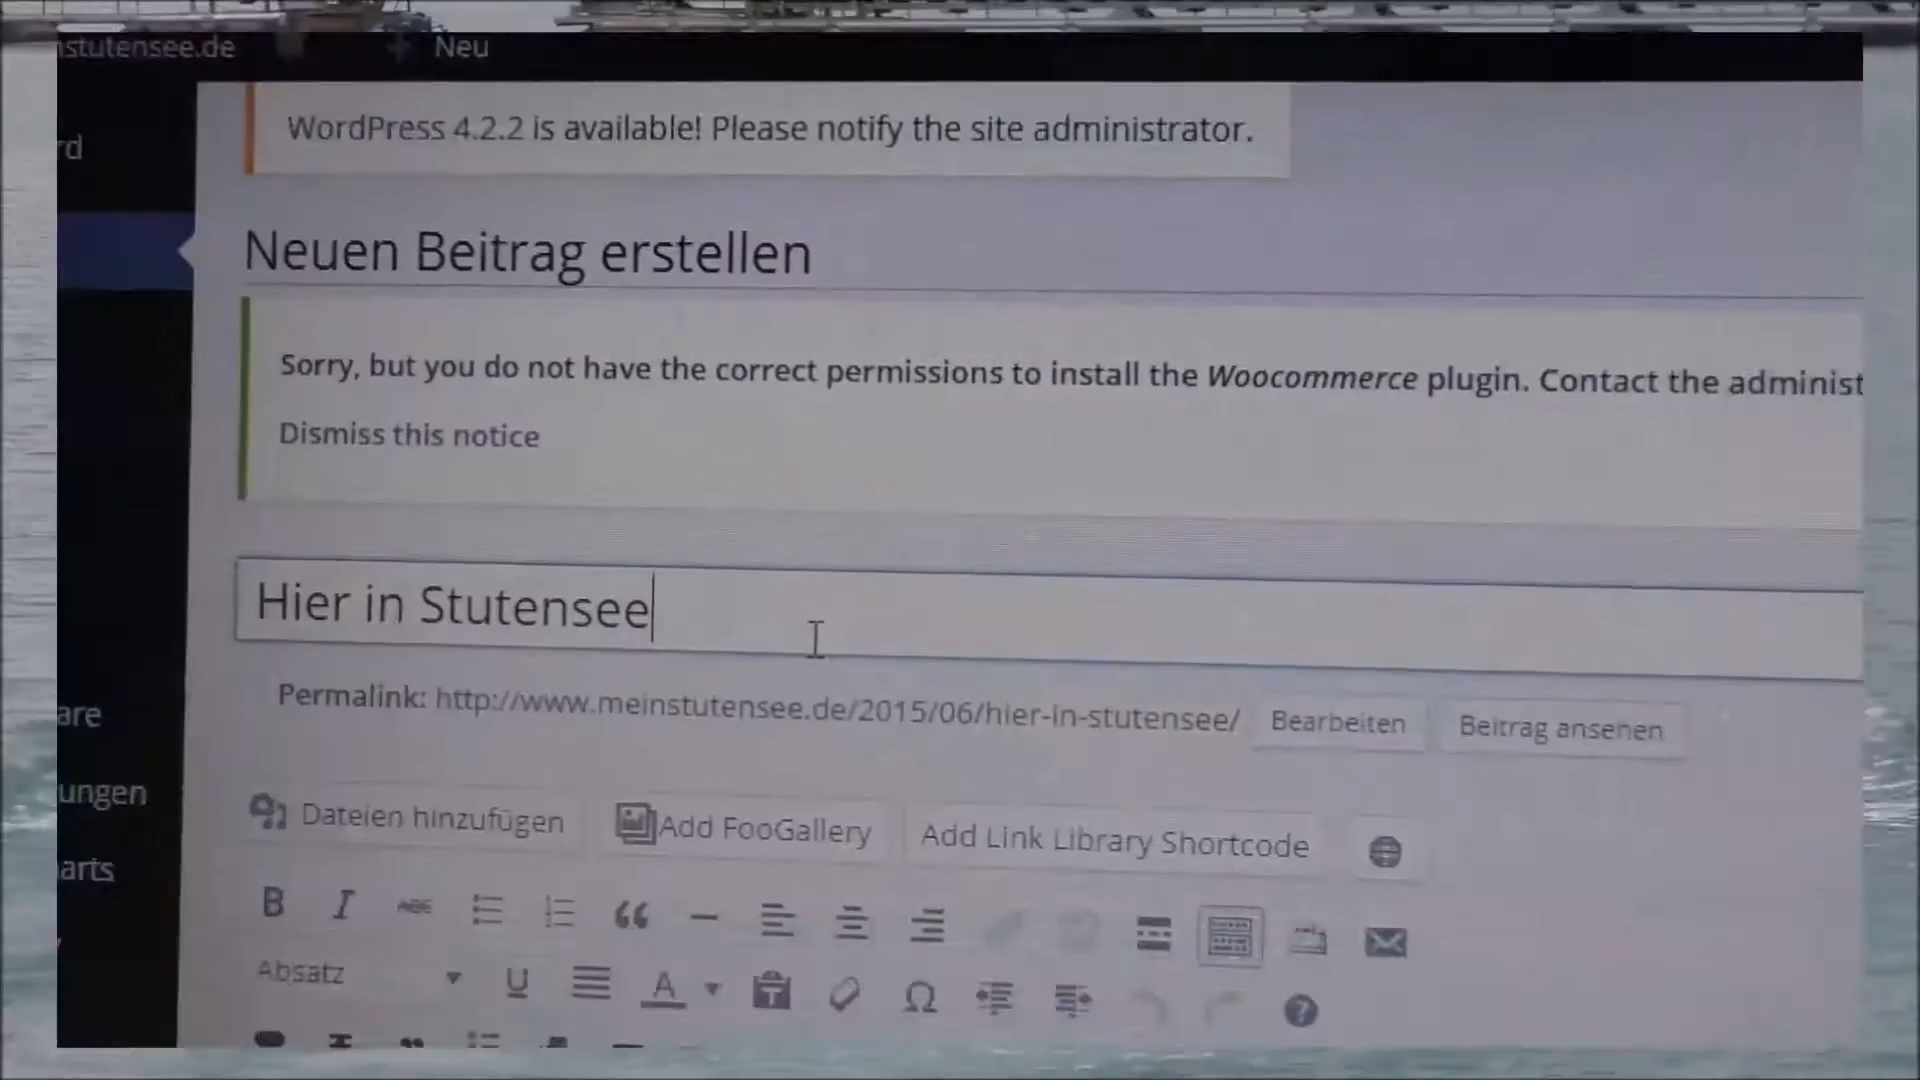 stutensee.de
Neu
WordPress 4.2.2 is available! Please notify the site administrator.
rd
Neuen Beitrag erstellen
Sorry, but you do not have the correct permissions to install the Woocommerce plugin. Contact the administ
Dismiss this notice
Hier in Stutensee
Permalink: http://www.meinstutensee.de/2015/06/hier-in-stutensee/ Bearbeiten Beitrag ansehen
are
ungen
arts
Dateien hinzufügen Add FooGallery Add Link Library Shortcode
B I ABC
Absatz U A T Ω ?